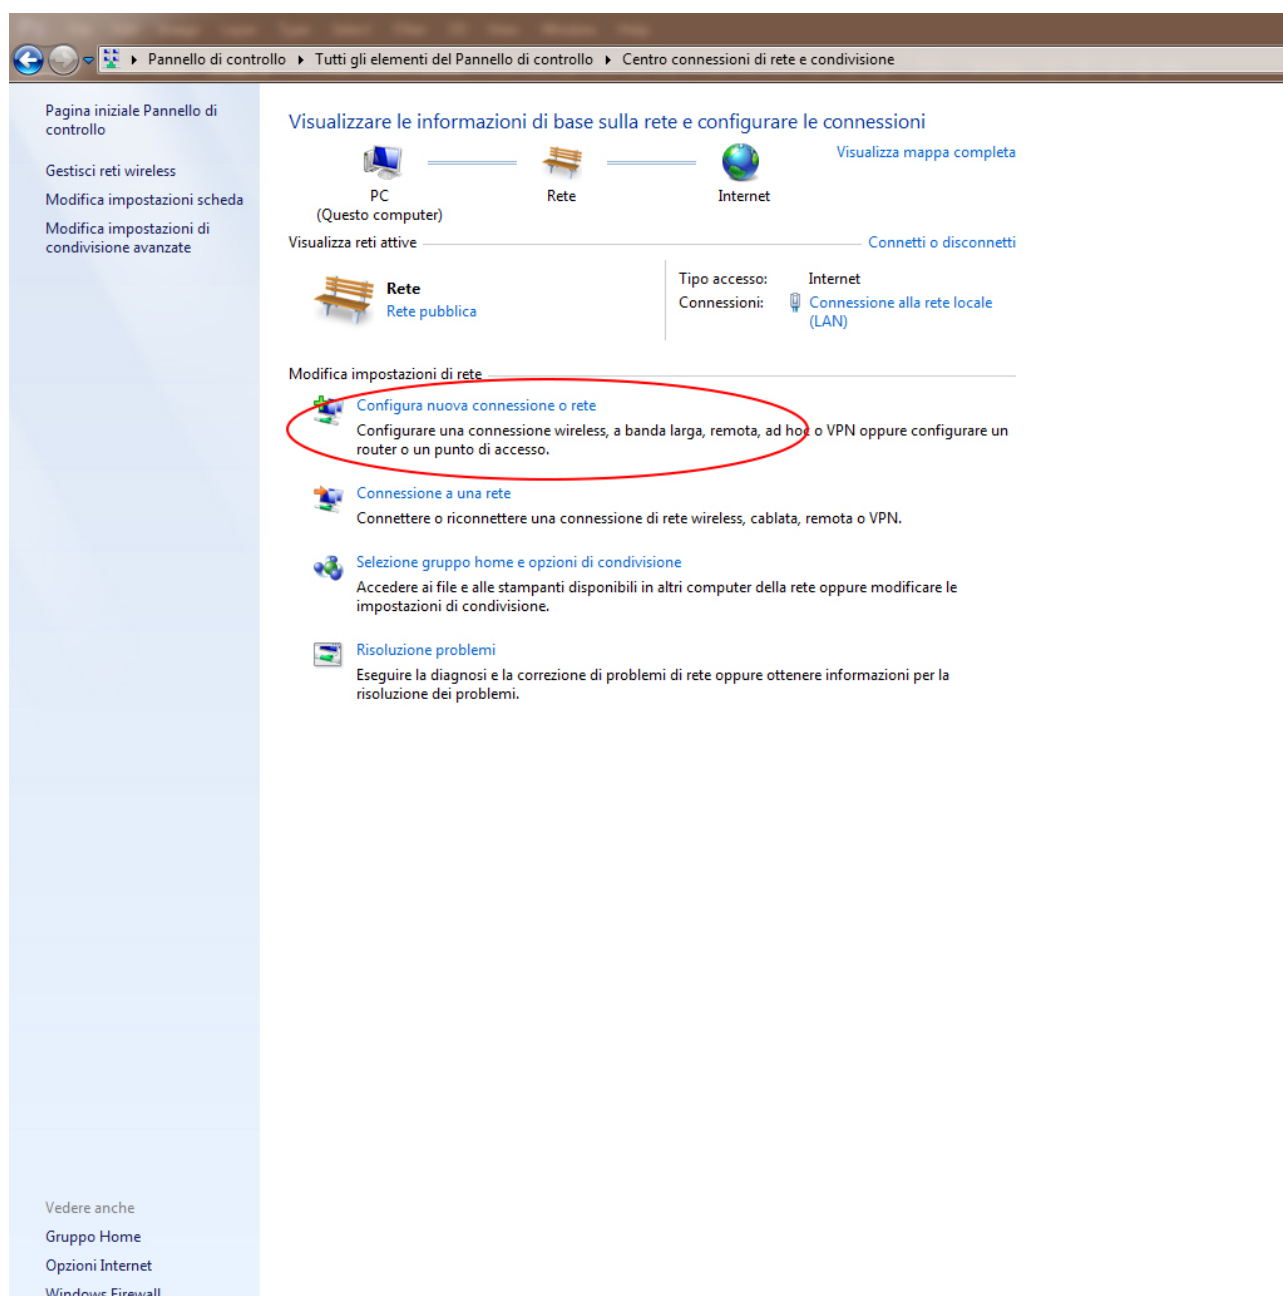 Pannello di controllo Tutti gli elementi del Pannello di controllo Centro connessioni di rete e condivisione
Pagina iniziale Pannello di
controllo
Gestisci reti wireless
Modifica impostazioni scheda
Modifica impostazioni di
condivisione avanzate
Visualizzare le informazioni di base sulla rete e configurare le connessioni
Visualizza mappa completa
PC
(Questo computer)
Rete
Internet
Visualizza reti attive
Connetti o disconnetti
Rete
Rete pubblica
Tipo accesso: Internet
Connessioni: Connessione alla rete locale
(LAN)
Modifica impostazioni di rete
Configura nuova connessione o rete
Configurare una connessione wireless, a banda larga, remota, ad hoc o VPN oppure configurare un
router o un punto di accesso.
Connessione a una rete
Connettere o riconnettere una connessione di rete wireless, cablata, remota o VPN.
Selezione gruppo home e opzioni di condivisione
Accedere ai file e alle stampanti disponibili in altri computer della rete oppure modificare le
impostazioni di condivisione.
Risoluzione problemi
Eseguire la diagnosi e la correzione di problemi di rete oppure ottenere informazioni per la
risoluzione dei problemi.
Vedere anche
Gruppo Home
Opzioni Internet
Windows Firewall